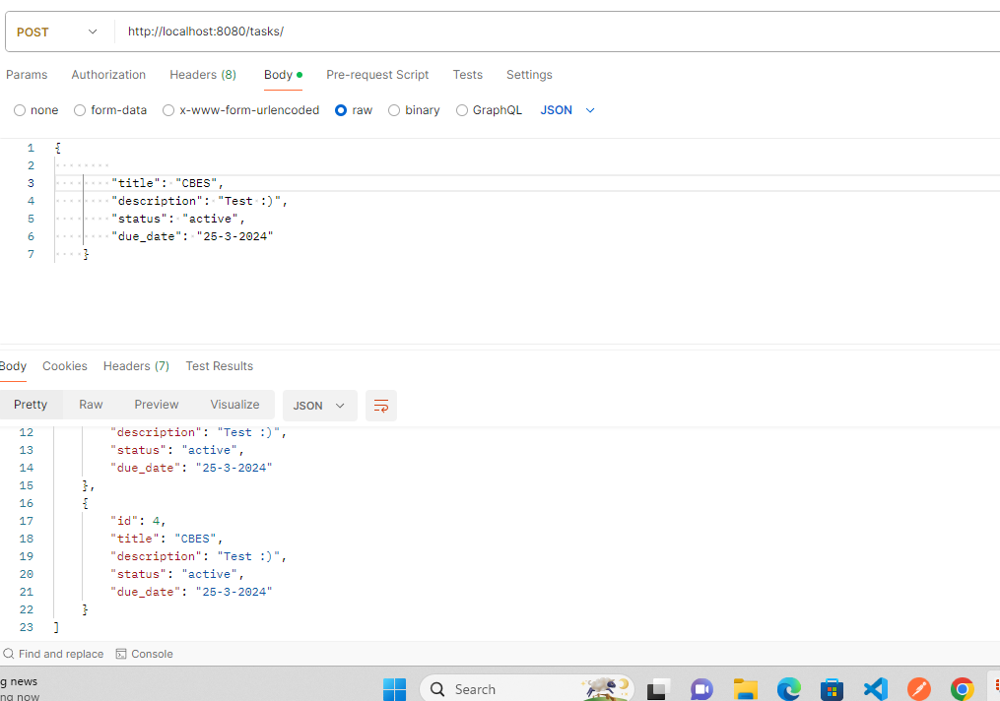 POST http://localhost:8080/tasks/
Params Authorization Headers (8) Body Pre-request Script Tests Settings
none form-data x-www-form-urlencoded raw binary GraphQL JSON
1 {
2
3 "title": "CBES",
4 "description": "Test :)",
5 "status": "active",
6 "due_date": "25-3-2024"
7 }
Body Cookies Headers (7) Test Results
Pretty Raw Preview Visualize JSON
12 "description": "Test :)",
13 "status": "active",
14 "due_date": "25-3-2024"
15 },
16 {
17 "id": 4,
18 "title": "CBES",
19 "description": "Test :)",
20 "status": "active",
21 "due_date": "25-3-2024"
22 }
23 ]
Find and replace Console
g news
ng now
Search